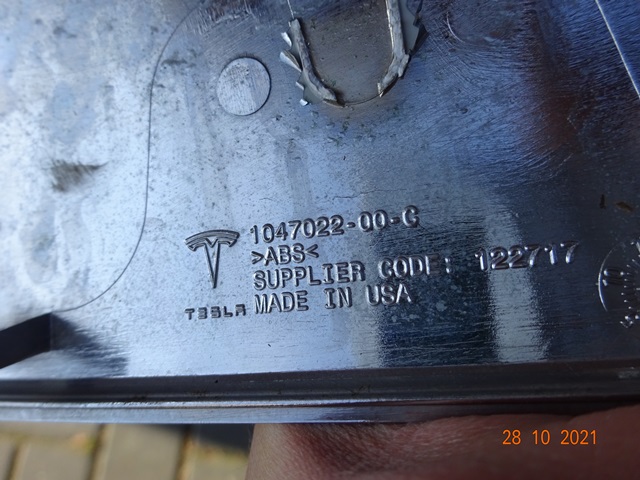 1047022-00-G
>ABS<
SUPPLIER CODE: 122717
TESLA MADE IN USA
28 10 2021